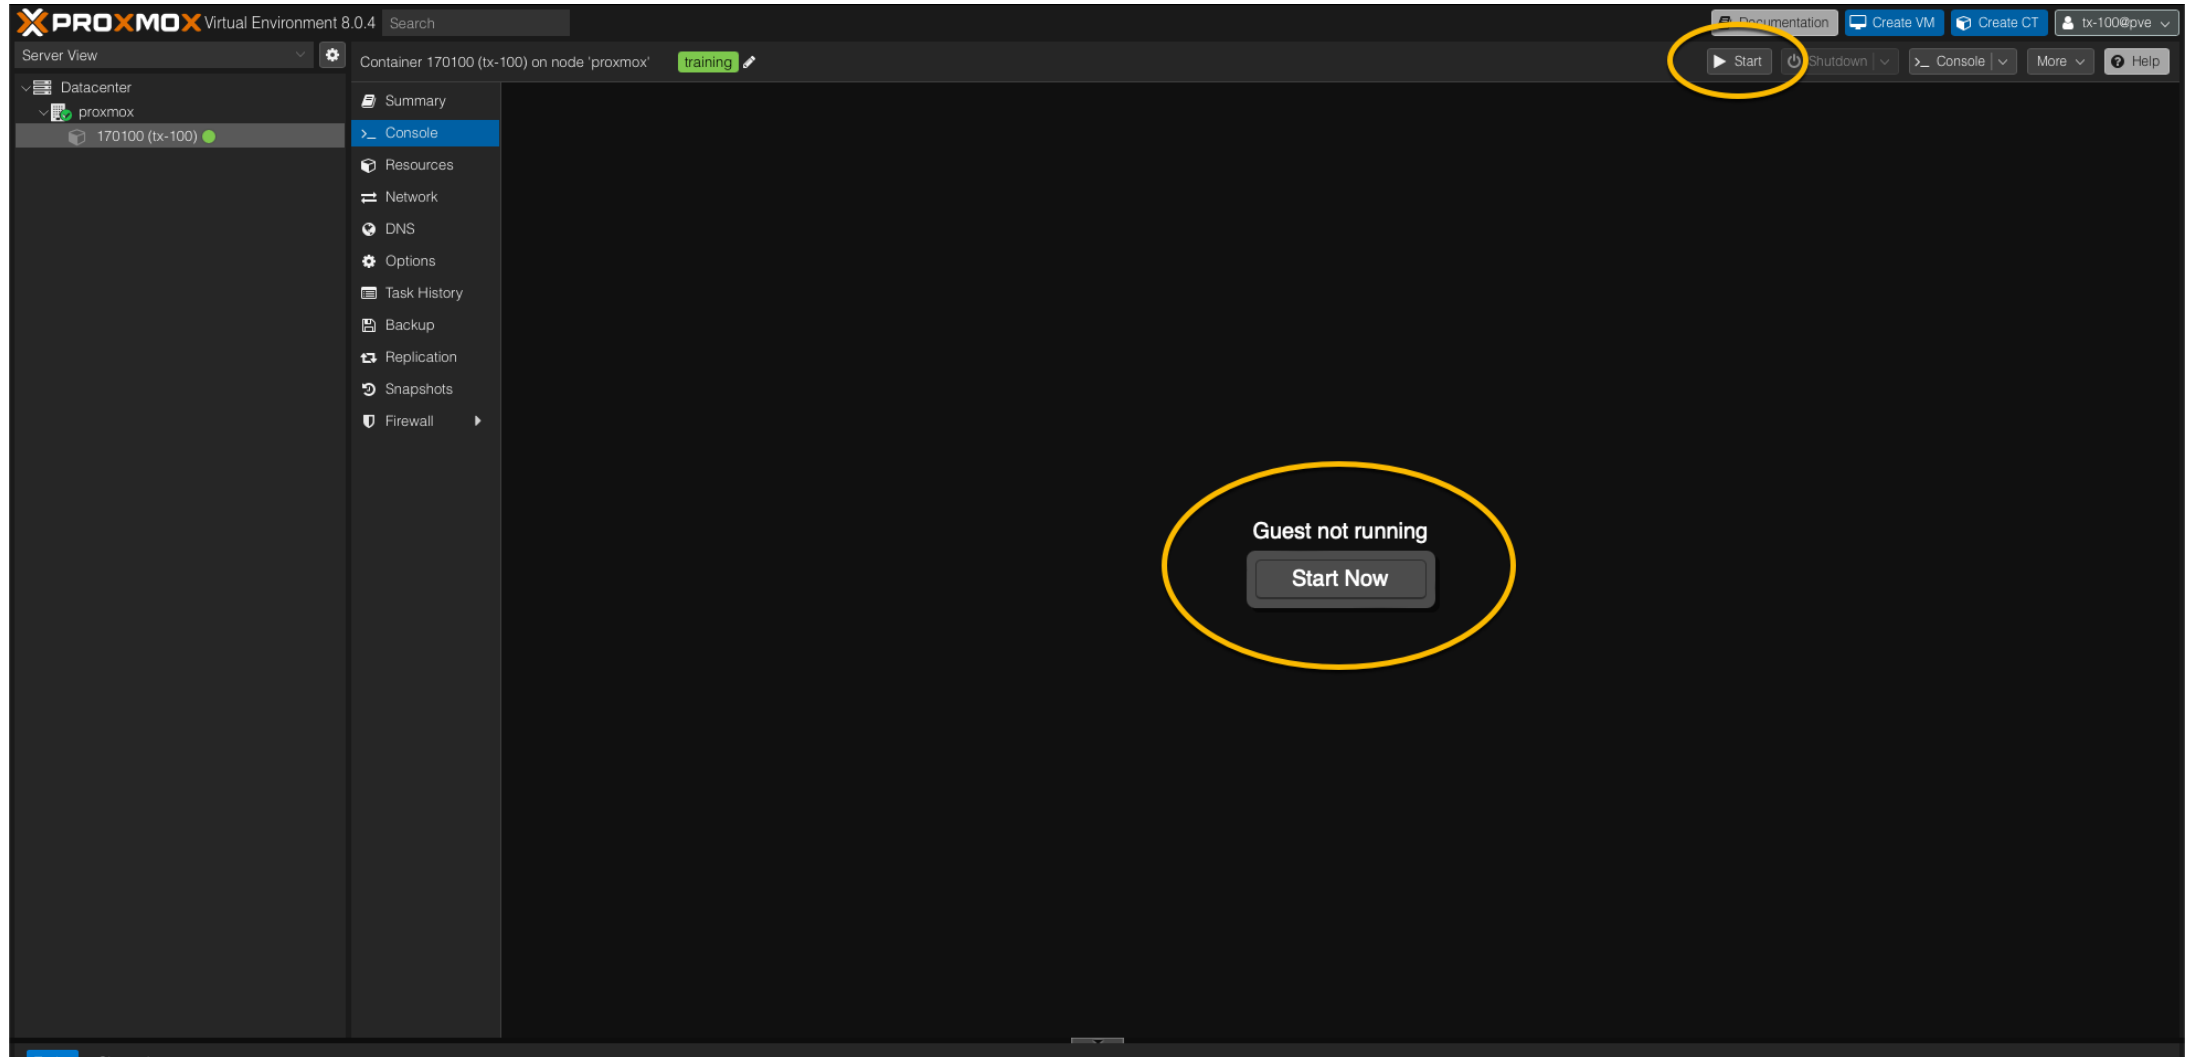 PROXMOX Virtual Environment 8.0.4 Search Documentation Create VM Create CT tx-100@pve
Server View
Container 170100 (tx-100) on node 'proxmox' training Start Shutdown Console More Help
Datacenter
proxmox
170100 (tx-100)
Summary
Console
Resources
Network
DNS
Options
Task History
Backup
Replication
Snapshots
Firewall
Guest not running
Start Now